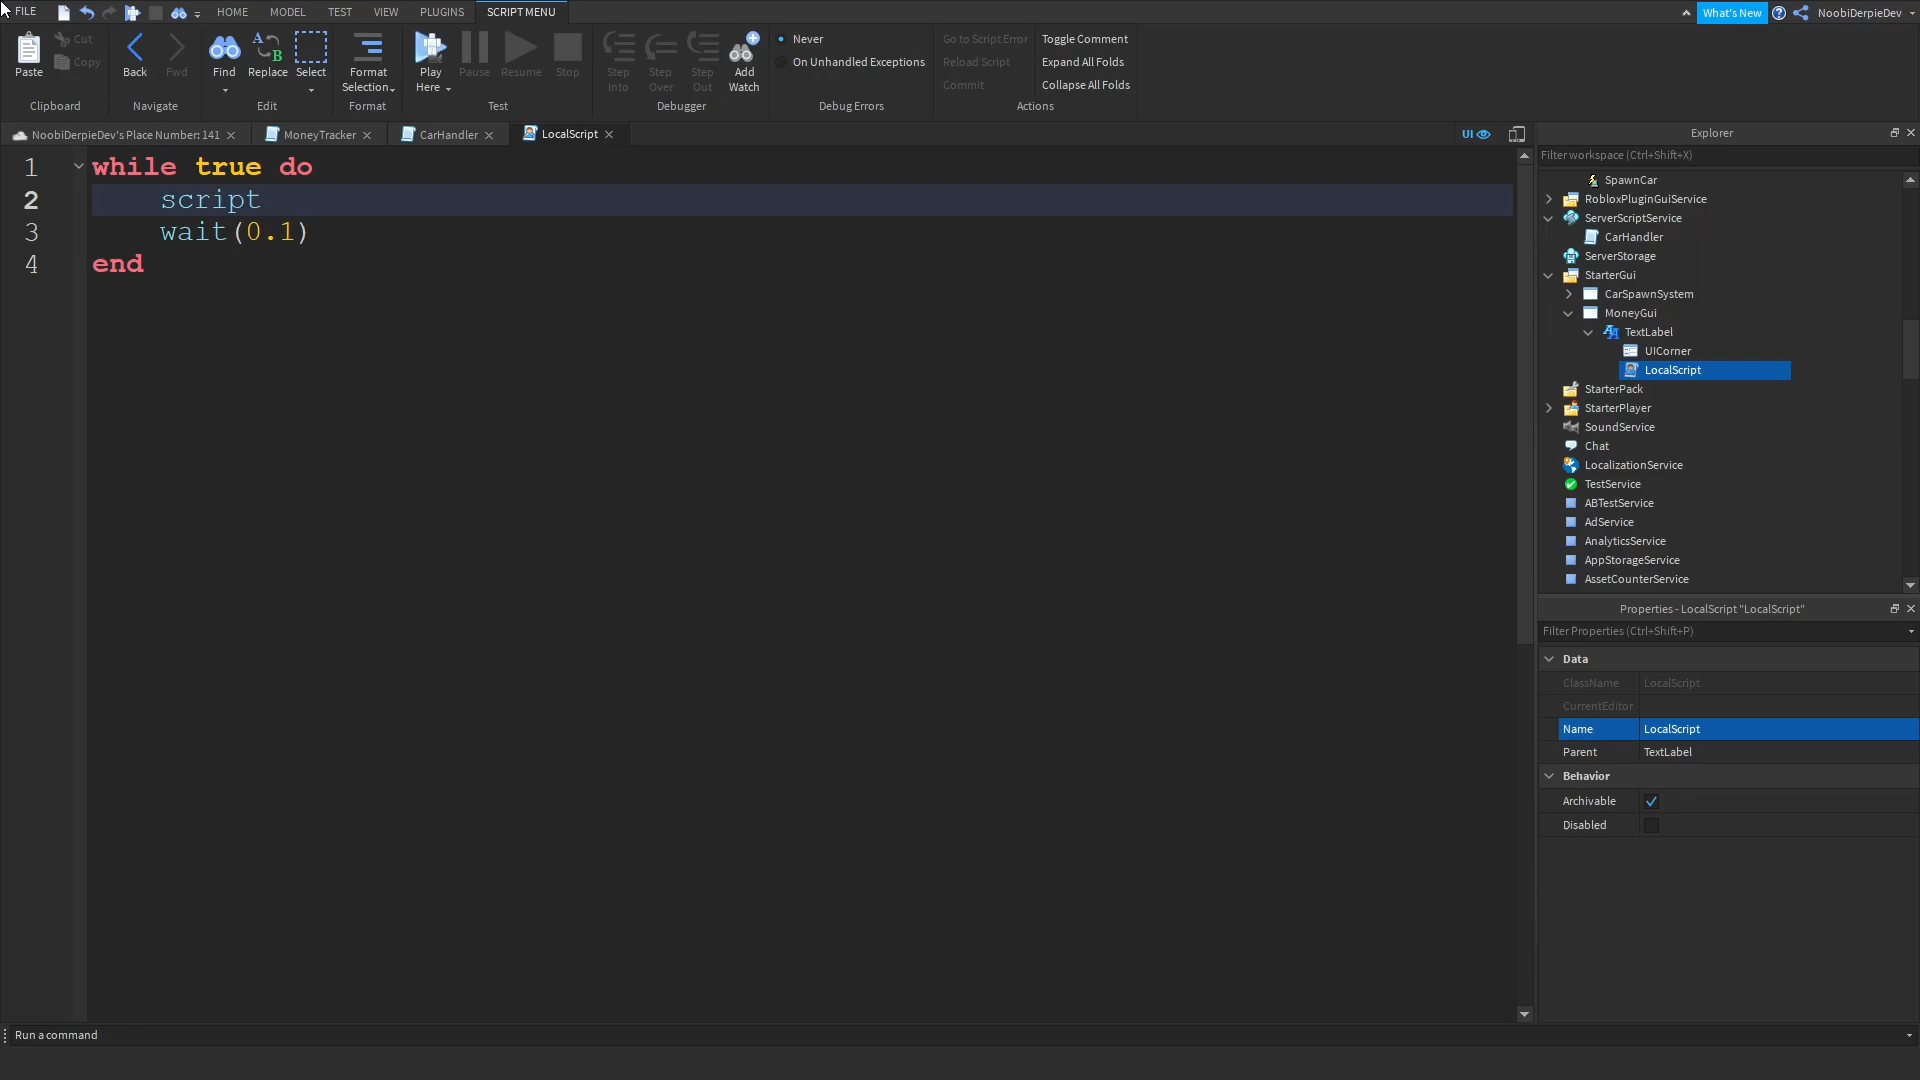 FILE
HOME
MODEL
TEST
VIEW
PLUGINS
SCRIPT MENU
What's New
NoobiDerpieDev
Paste
Cut
Copy
Clipboard
Back
Fwd
Navigate
Find
Replace
Select
Edit
Format
Selection
Format
Play
Here
Pause
Resume
Stop
Test
Step
Into
Step
Over
Step
Out
Add
Watch
Debugger
Never
On Unhandled Exceptions
Debug Errors
Go to Script Error
Reload Script
Commit
Toggle Comment
Expand All Folds
Collapse All Folds
Actions
NoobiDerpieDev's Place Number: 141
MoneyTracker
CarHandler
LocalScript
UI
1 while true do
2 script
3 wait(0.1)
4 end
Explorer
Filter workspace (Ctrl+Shift+X)
SpawnCar
RobloxPluginGuiService
ServerScriptService
CarHandler
ServerStorage
StarterGui
CarSpawnSystem
MoneyGui
TextLabel
UICorner
LocalScript
StarterPack
StarterPlayer
SoundService
Chat
LocalizationService
TestService
ABTestService
AdService
AnalyticsService
AppStorageService
AssetCounterService
Properties - LocalScript "LocalScript"
Filter Properties (Ctrl+Shift+P)
Data
ClassName LocalScript
CurrentEditor
Name LocalScript
Parent TextLabel
Behavior
Archivable
Disabled
Run a command